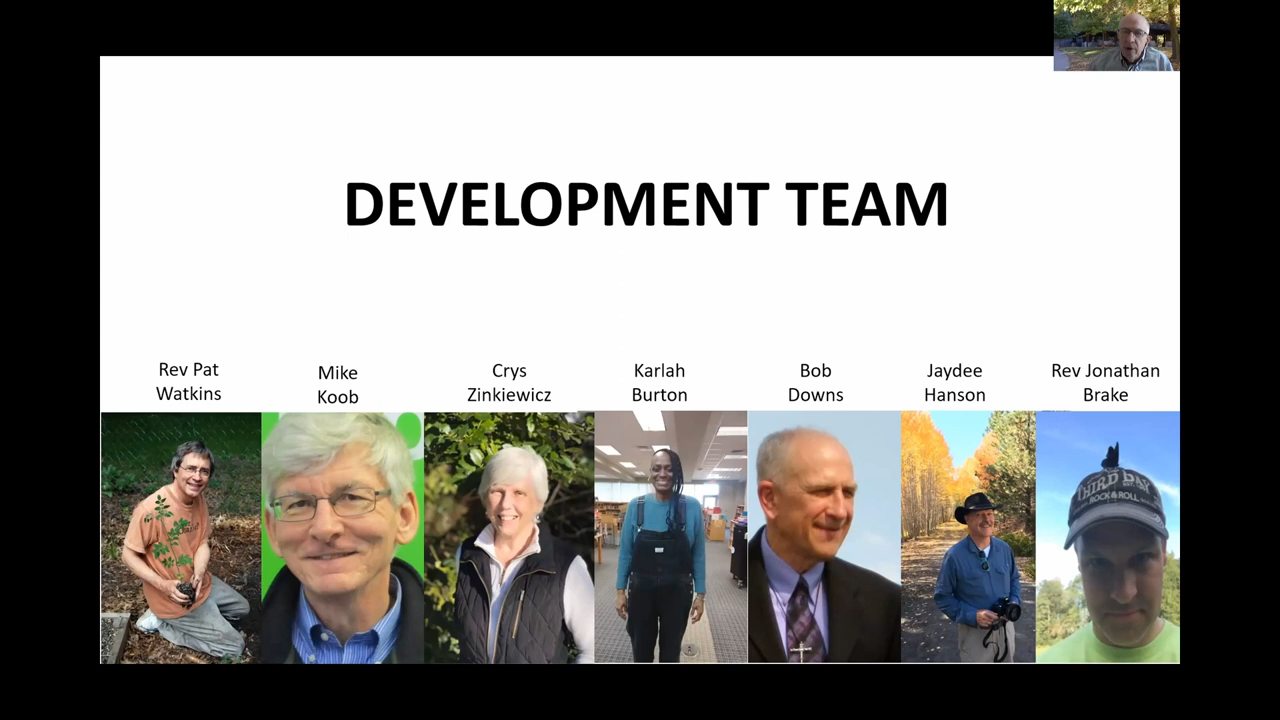 DEVELOPMENT TEAM
Rev Pat
Watkins
Mike
Koob
Crys
Zinkiewicz
Karlah
Burton
Bob
Downs
Jaydee
Hanson
Rev Jonathan
Brake
THIRD DAY
ROCK & ROLL